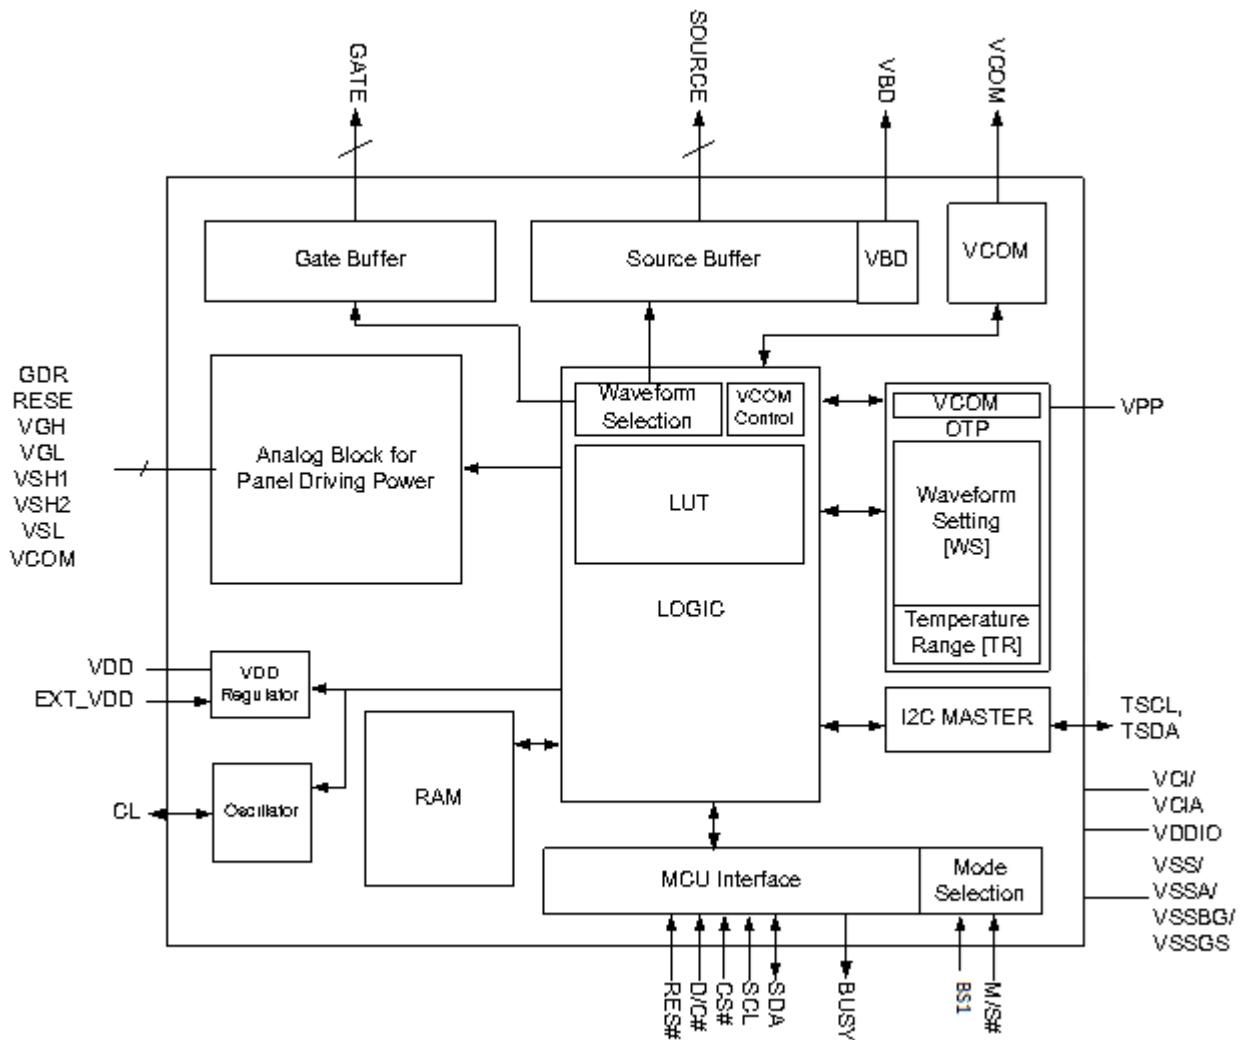 GATE
SOURCE
VBD
VCOM
Gate Buffer
Source Buffer
VBD
VCOM
GDR
RESE
VGH
VGL
VSH1
VSH2
VSL
VCOM
Analog Block for
Panel Driving Power
Waveform
Selection
VCOM
Control
LUT
LOGIC
VCOM
OTP
Waveform
Setting
[WS]
Temperature
Range [TR]
VPP
VDD
EXT_VDD
VDD
Regulator
CL
Oscillator
RAM
I2C MASTER
TSCL,
TSDA
VCI/
VCIA
VDDIO
VSS/
VSSA/
VSSBG/
VSSGS
MCU Interface
Mode
Selection
RES#
D/C#
CS#
SCL
SDA
BUSY
BS1
M/S#